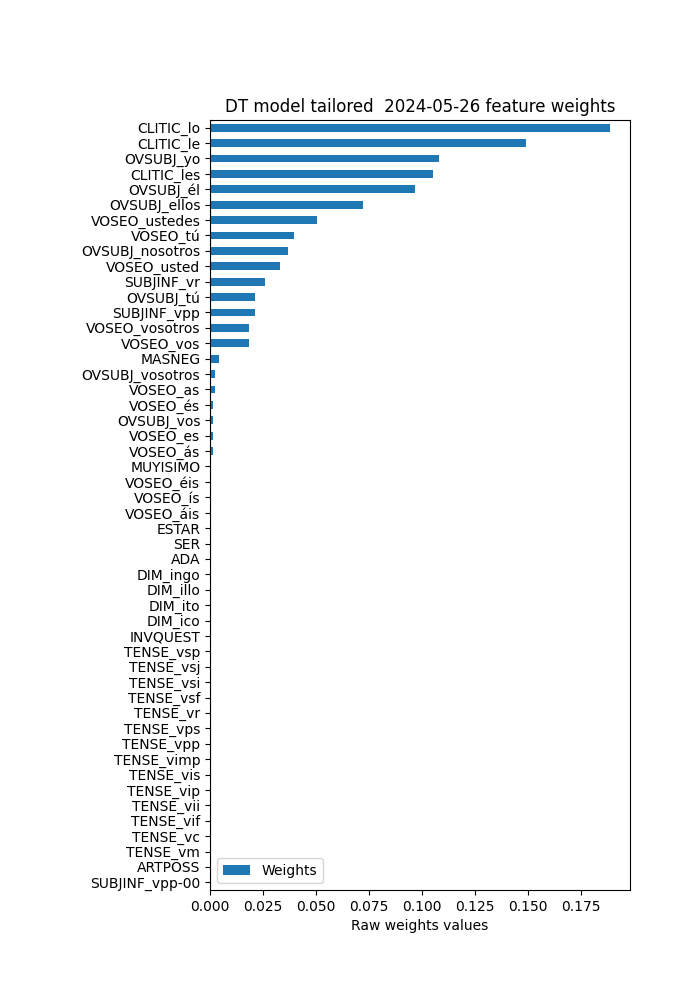 DT model tailored  2024-05-26 feature weights
CLITIC_lo
CLITIC_le
OVSUBJ_yo
CLITIC_les
OVSUBJ_él
OVSUBJ_ellos
VOSEO_ustedes
VOSEO_tú
OVSUBJ_nosotros
VOSEO_usted
SUBJINF_vr
OVSUBJ_tú
SUBJINF_vpp
VOSEO_vosotros
VOSEO_vos
MASNEG
OVSUBJ_vosotros
VOSEO_as
VOSEO_és
OVSUBJ_vos
VOSEO_es
VOSEO_ás
MUYISIMO
VOSEO_éis
VOSEO_ís
VOSEO_áis
ESTAR
SER
ADA
DIM_ingo
DIM_illo
DIM_ito
DIM_ico
INVQUEST
TENSE_vsp
TENSE_vsj
TENSE_vsi
TENSE_vsf
TENSE_vr
TENSE_vps
TENSE_vpp
TENSE_vimp
TENSE_vis
TENSE_vip
TENSE_vii
TENSE_vif
TENSE_vc
TENSE_vm
ARTPOSS
SUBJINF_vpp-00
Weights
0.000 0.025 0.050 0.075 0.100 0.125 0.150 0.175
Raw weights values